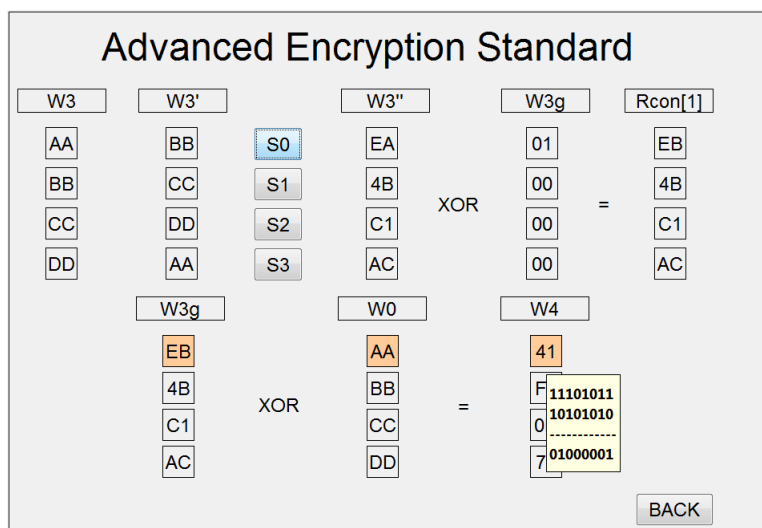 Advanced Encryption Standard
W3 W3' W3" W3g Rcon[1]
AA BB S0 EA 01 EB
BB CC S1 4B 00 4B
XOR =
CC DD S2 C1 00 C1
DD AA S3 AC 00 AC
W3g W0 W4
EB AA 41
4B BB F
XOR =
C1 CC 0
AC DD 7
11101011
10101010
------------
01000001
BACK